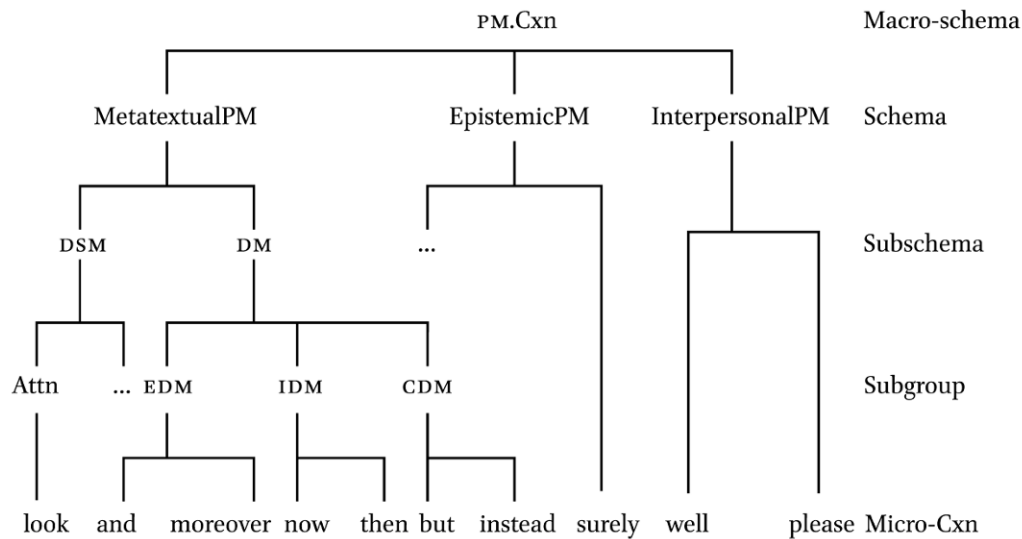 PM.Cxn Macro-schema
MetatextualPM EpistemicPM InterpersonalPM Schema
DSM DM ... Subschema
Attn ... EDM IDM CDM Subgroup
look and moreover now then but instead surely well please Micro-Cxn